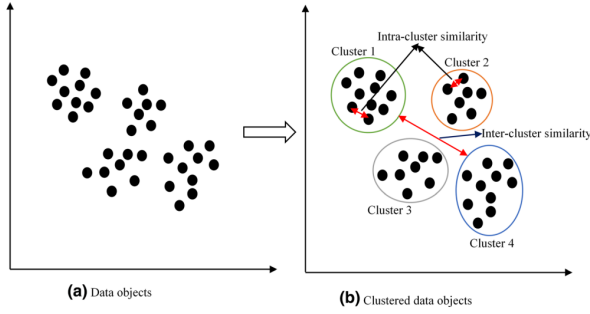 Intra-cluster similarity
Cluster 1
Cluster 2
Inter-cluster similarity
Cluster 3
Cluster 4
(a) Data objects
(b) Clustered data objects